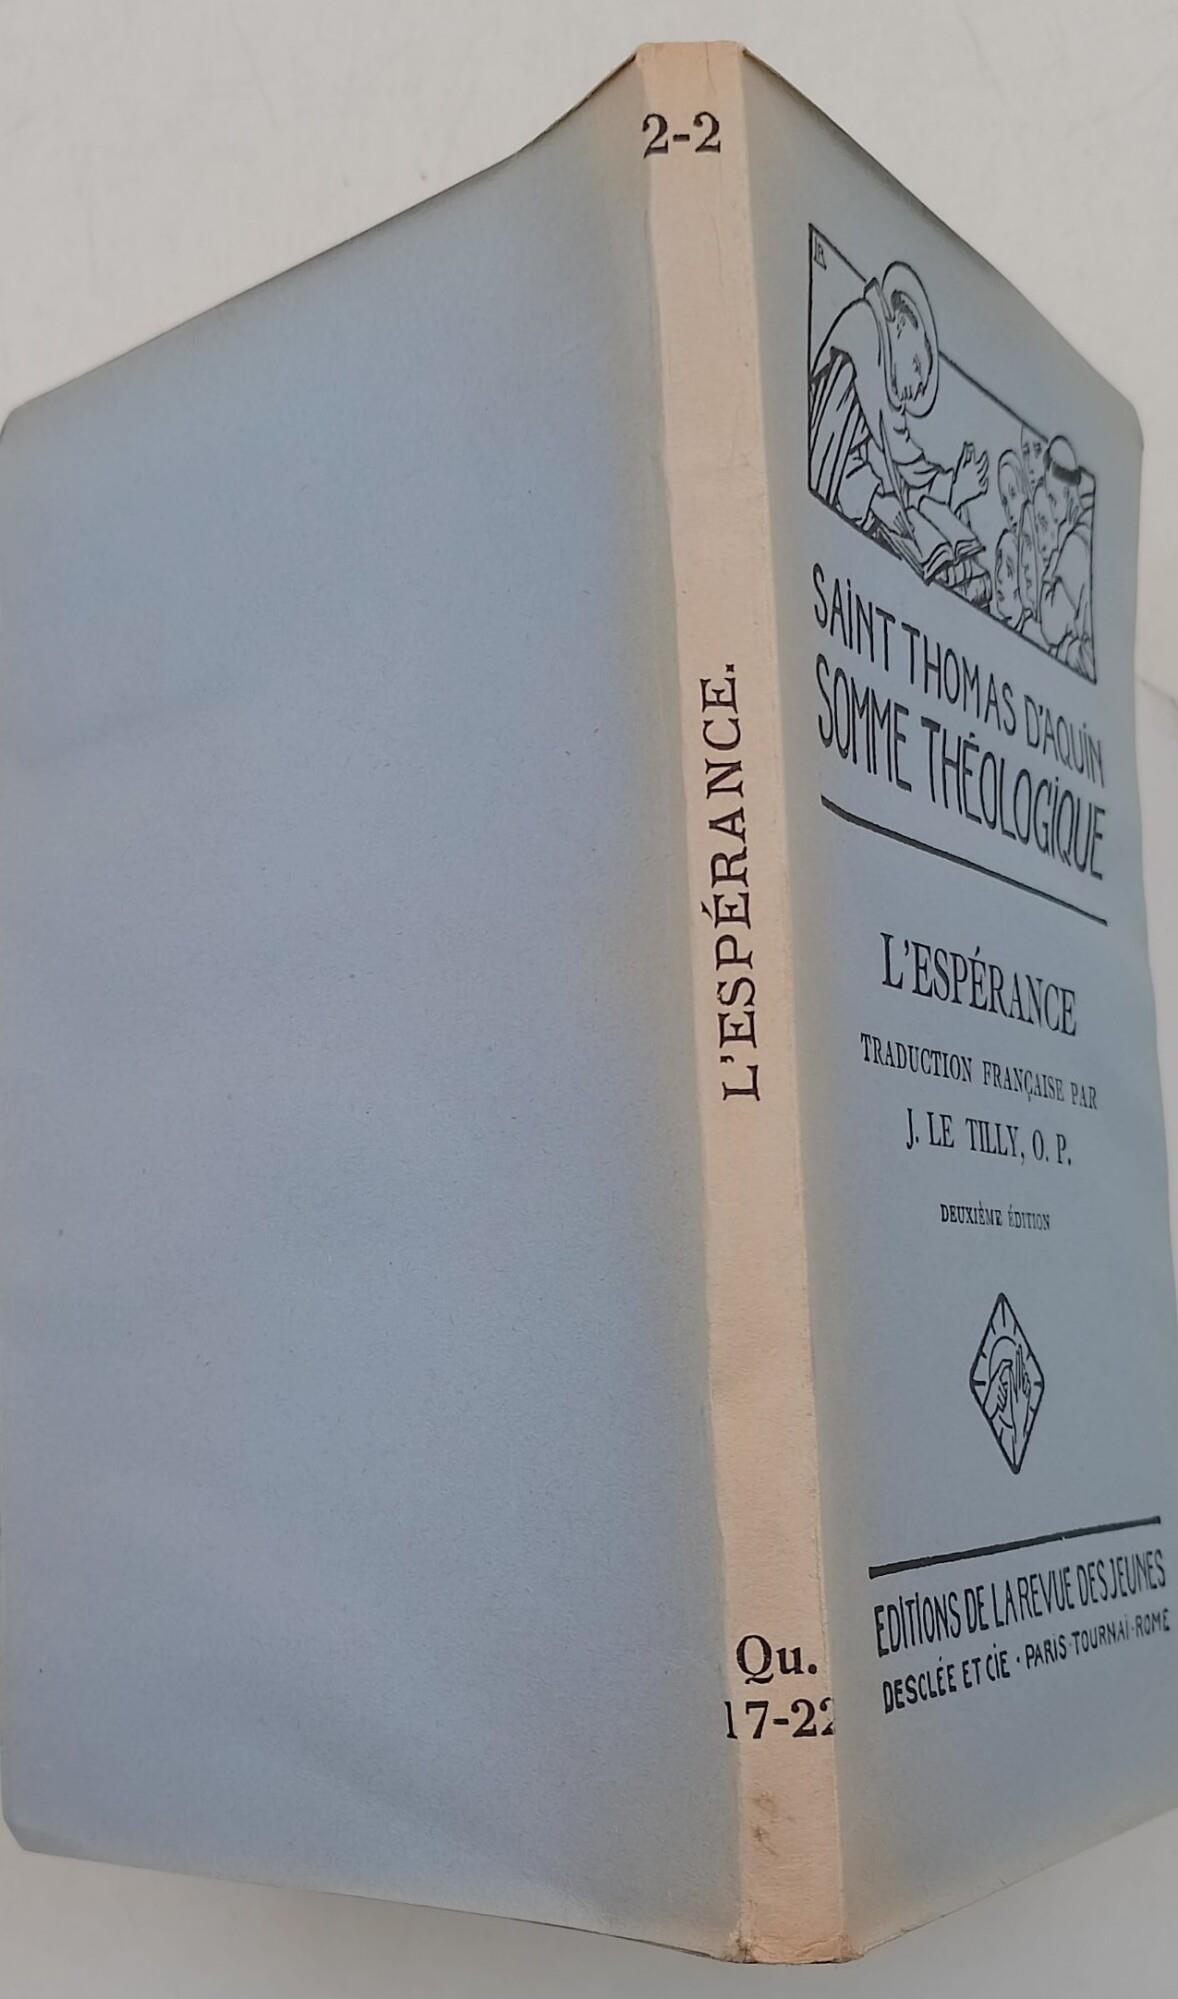 2-2
L'ESPÉRANCE.
Qu.
17-22
SAINT THOMAS D'AQUIN
SOMME THÉOLOGIQUE
L'ESPÉRANCE
TRADUCTION FRANÇAISE PAR
J. LE TILLY, O. P.
DEUXIÈME ÉDITION
EDITIONS DE LA REVUE DES JEUNES
DESCLÉE ET CIE · PARIS-TOURNAI-ROME